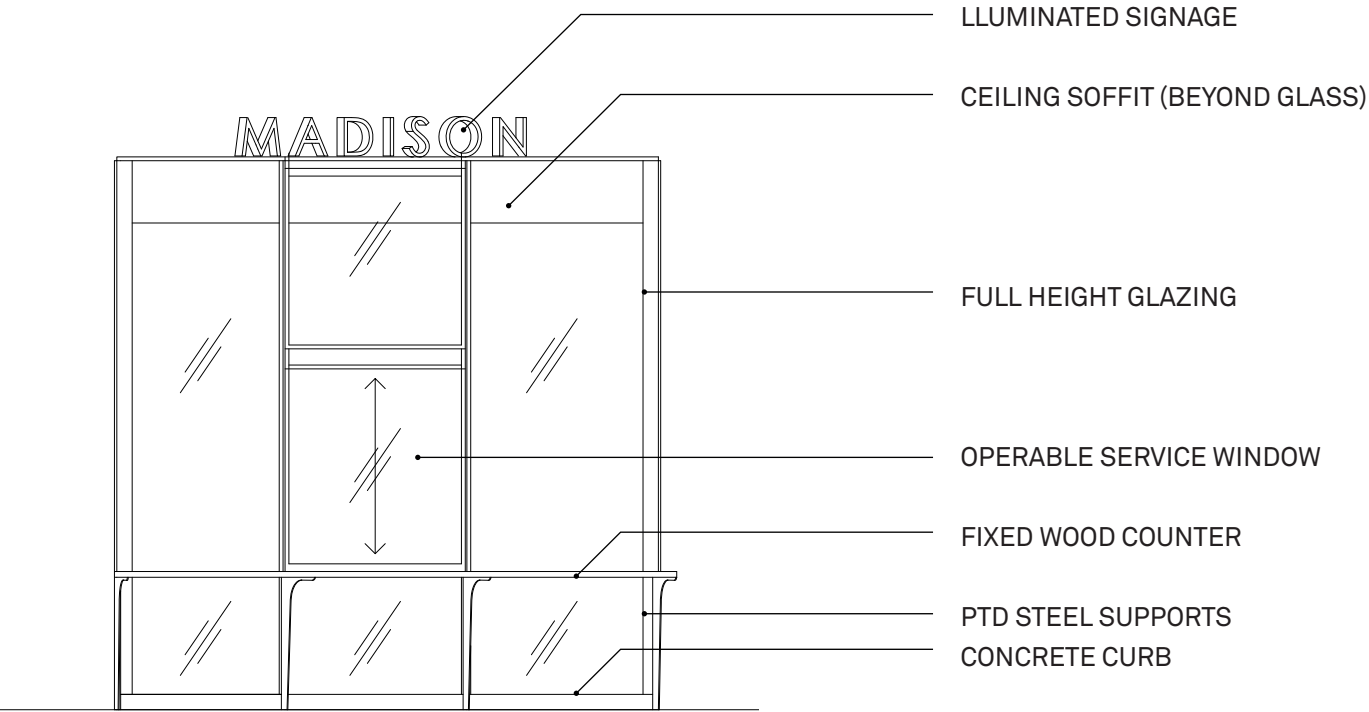 LLUMINATED SIGNAGE
CEILING SOFFIT (BEYOND GLASS)
MADISON
FULL HEIGHT GLAZING
OPERABLE SERVICE WINDOW
FIXED WOOD COUNTER
PTD STEEL SUPPORTS
CONCRETE CURB